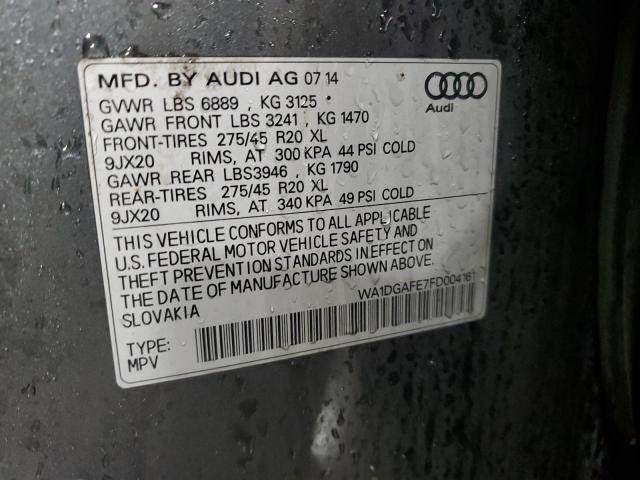 MFD. BY AUDI AG 07 14
GVWR LBS 6889 , KG 3125
GAWR FRONT LBS 3241 , KG 1470
FRONT-TIRES 275/45 R20 XL
9JX20 RIMS, AT 300 KPA 44 PSI COLD
GAWR REAR LBS3946 , KG 1790
REAR-TIRES 275/45 R20 XL
9JX20 RIMS, AT 340 KPA 49 PSI COLD
Audi
THIS VEHICLE CONFORMS TO ALL APPLICABLE
U.S. FEDERAL MOTOR VEHICLE SAFETY AND
THEFT PREVENTION STANDARDS IN EFFECT ON
THE DATE OF MANUFACTURE SHOWN ABOVE.
SLOVAKIA
WA1DGAFE7FD004161
TYPE:
MPV